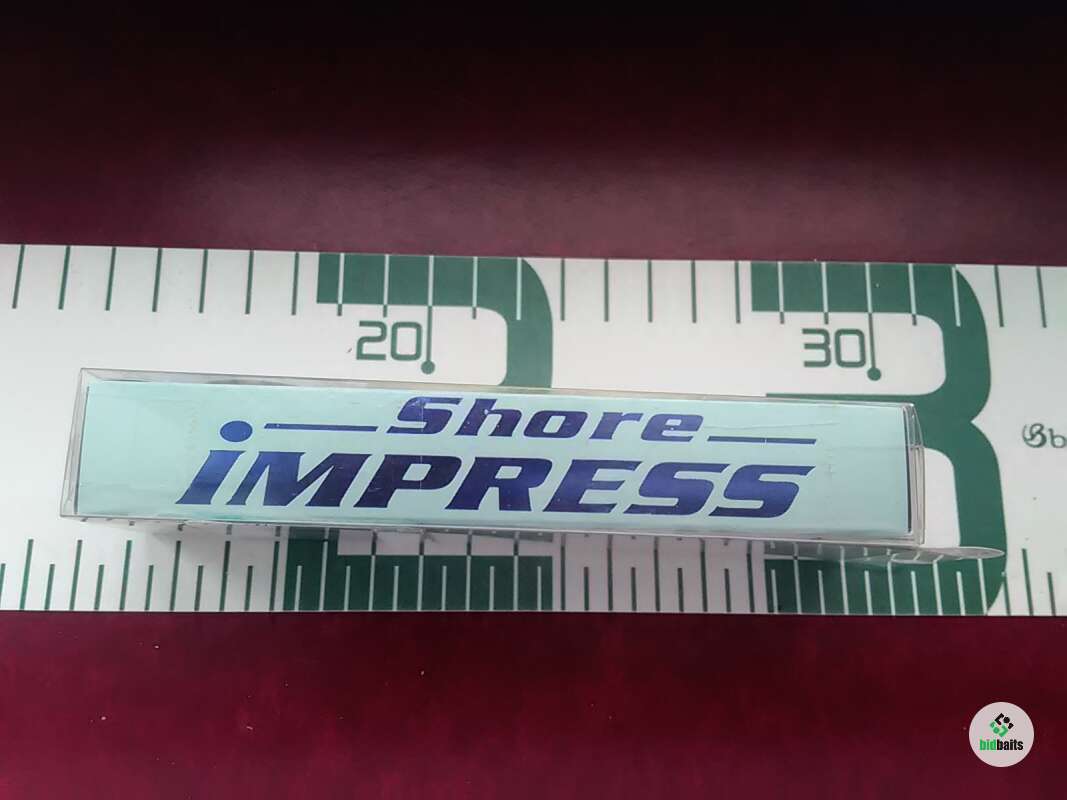 20
30
Shore
iMPRESS
bidbaits